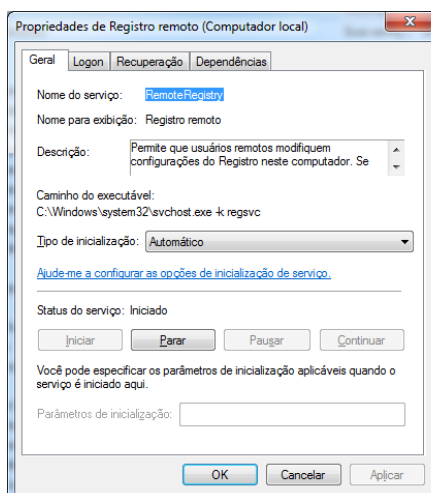 Propriedades de Registro remoto (Computador local)
Geral Logon Recuperação Dependências
Nome do serviço: RemoteRegistry
Nome para exibição: Registro remoto
Descrição: Permite que usuários remotos modifiquem
configurações do Registro neste computador. Se
Caminho do executável:
C:\Windows\system32\svchost.exe -k regsvc
Tipo de inicialização: Automático
Ajude-me a configurar as opções de inicialização de serviço.
Status do serviço: Iniciado
Iniciar Parar Pausar Continuar
Você pode especificar os parâmetros de inicialização aplicáveis quando o
serviço é iniciado aqui.
Parâmetros de inicialização:
OK Cancelar Aplicar